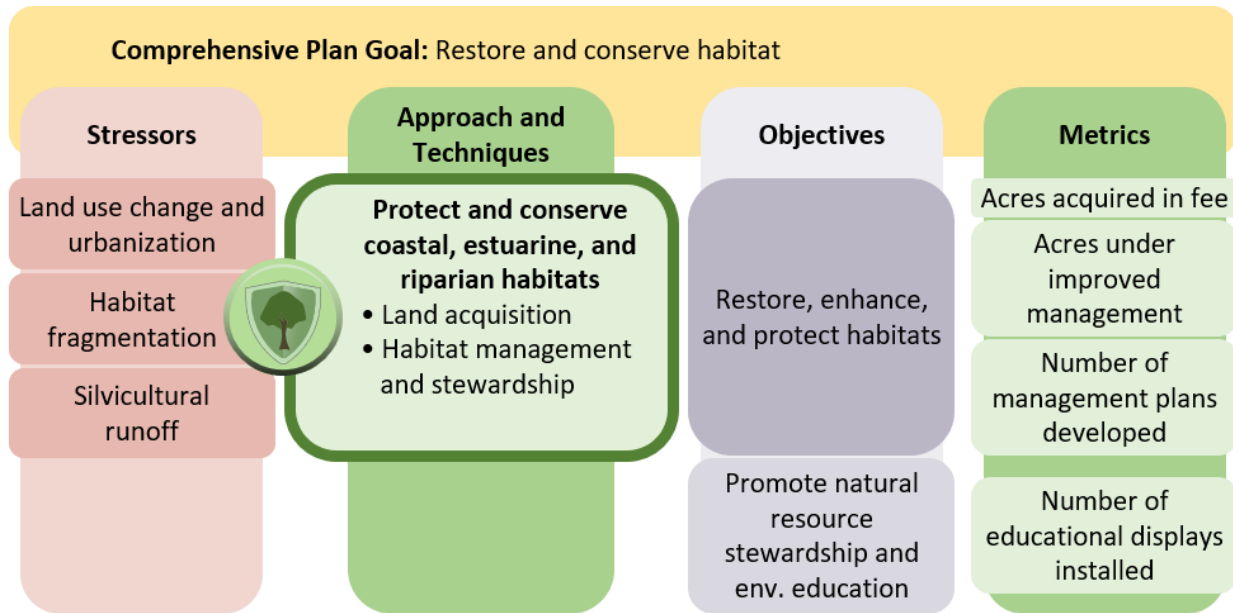 Comprehensive Plan Goal: Restore and conserve habitat
Stressors
Land use change and
urbanization
Habitat
fragmentation
Silvicultural
runoff
Approach and
Techniques
Protect and conserve
coastal, estuarine, and
riparian habitats
• Land acquisition
• Habitat management
and stewardship
Objectives
Restore, enhance,
and protect habitats
Promote natural
resource
stewardship and
env. education
Metrics
Acres acquired in fee
Acres under
improved
management
Number of
management plans
developed
Number of
educational displays
installed